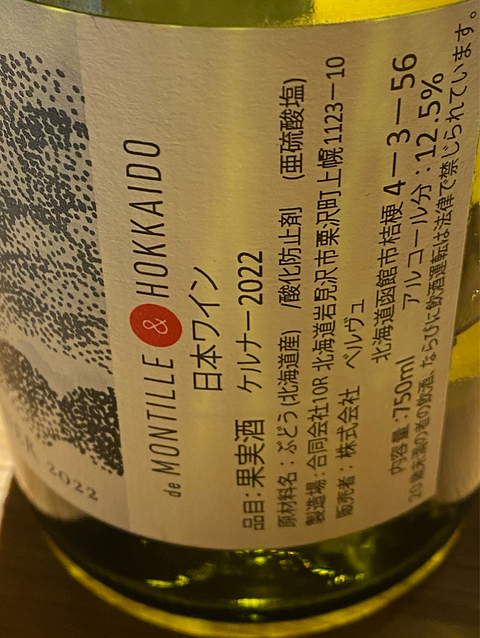 de MONTILLE & HOKKAIDO
日本ワイン
品目：果実酒　ケルナー2022
原材料名：ぶどう(北海道産)　/酸化防止剤　(亜硫酸塩)
製造場：合同会社10R 北海道岩見沢市栗沢町上幌1123－10
販売者：株式会社　ベルヴュ
北海道函館市桔梗 4－3－56
内容量：750ml　アルコール分：12.5%
20歳未満の者の飲酒、ならびに飲酒運転は法律で禁じられています。
2022